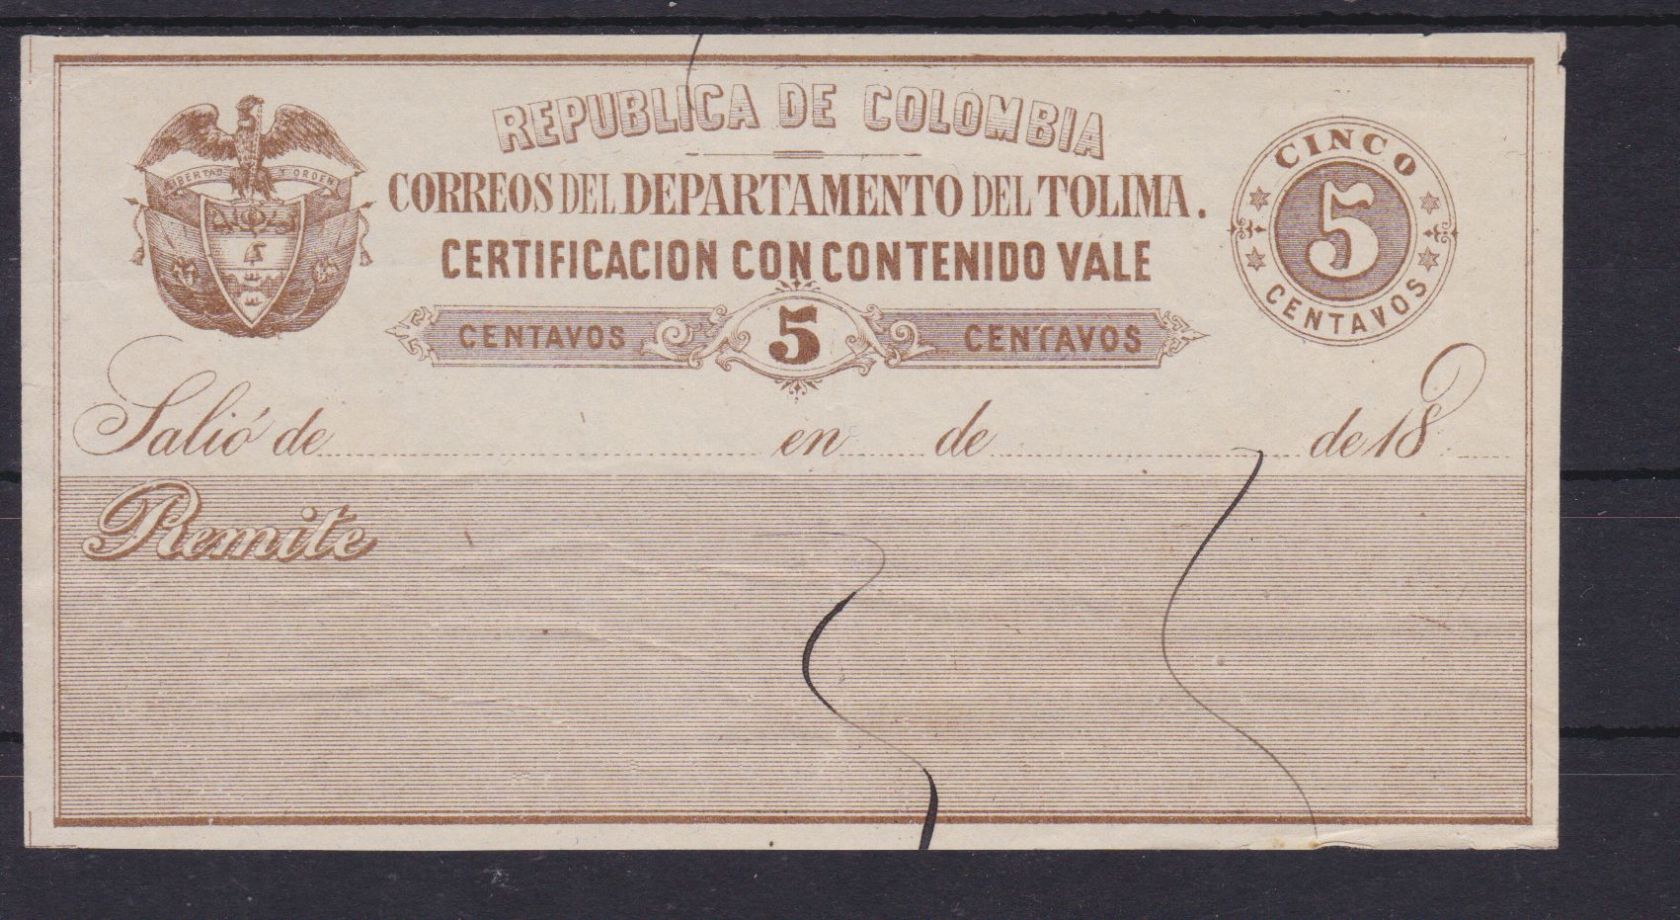 REPUBLICA DE COLOMBIA
LIBERTAD Y ORDEN
CORREOS DEL DEPARTAMENTO DEL TOLIMA.
CERTIFICACION CON CONTENIDO VALE
CENTAVOS 5 CENTAVOS
CINCO
5
CENTAVOS
Salió de en de de 18
Remite